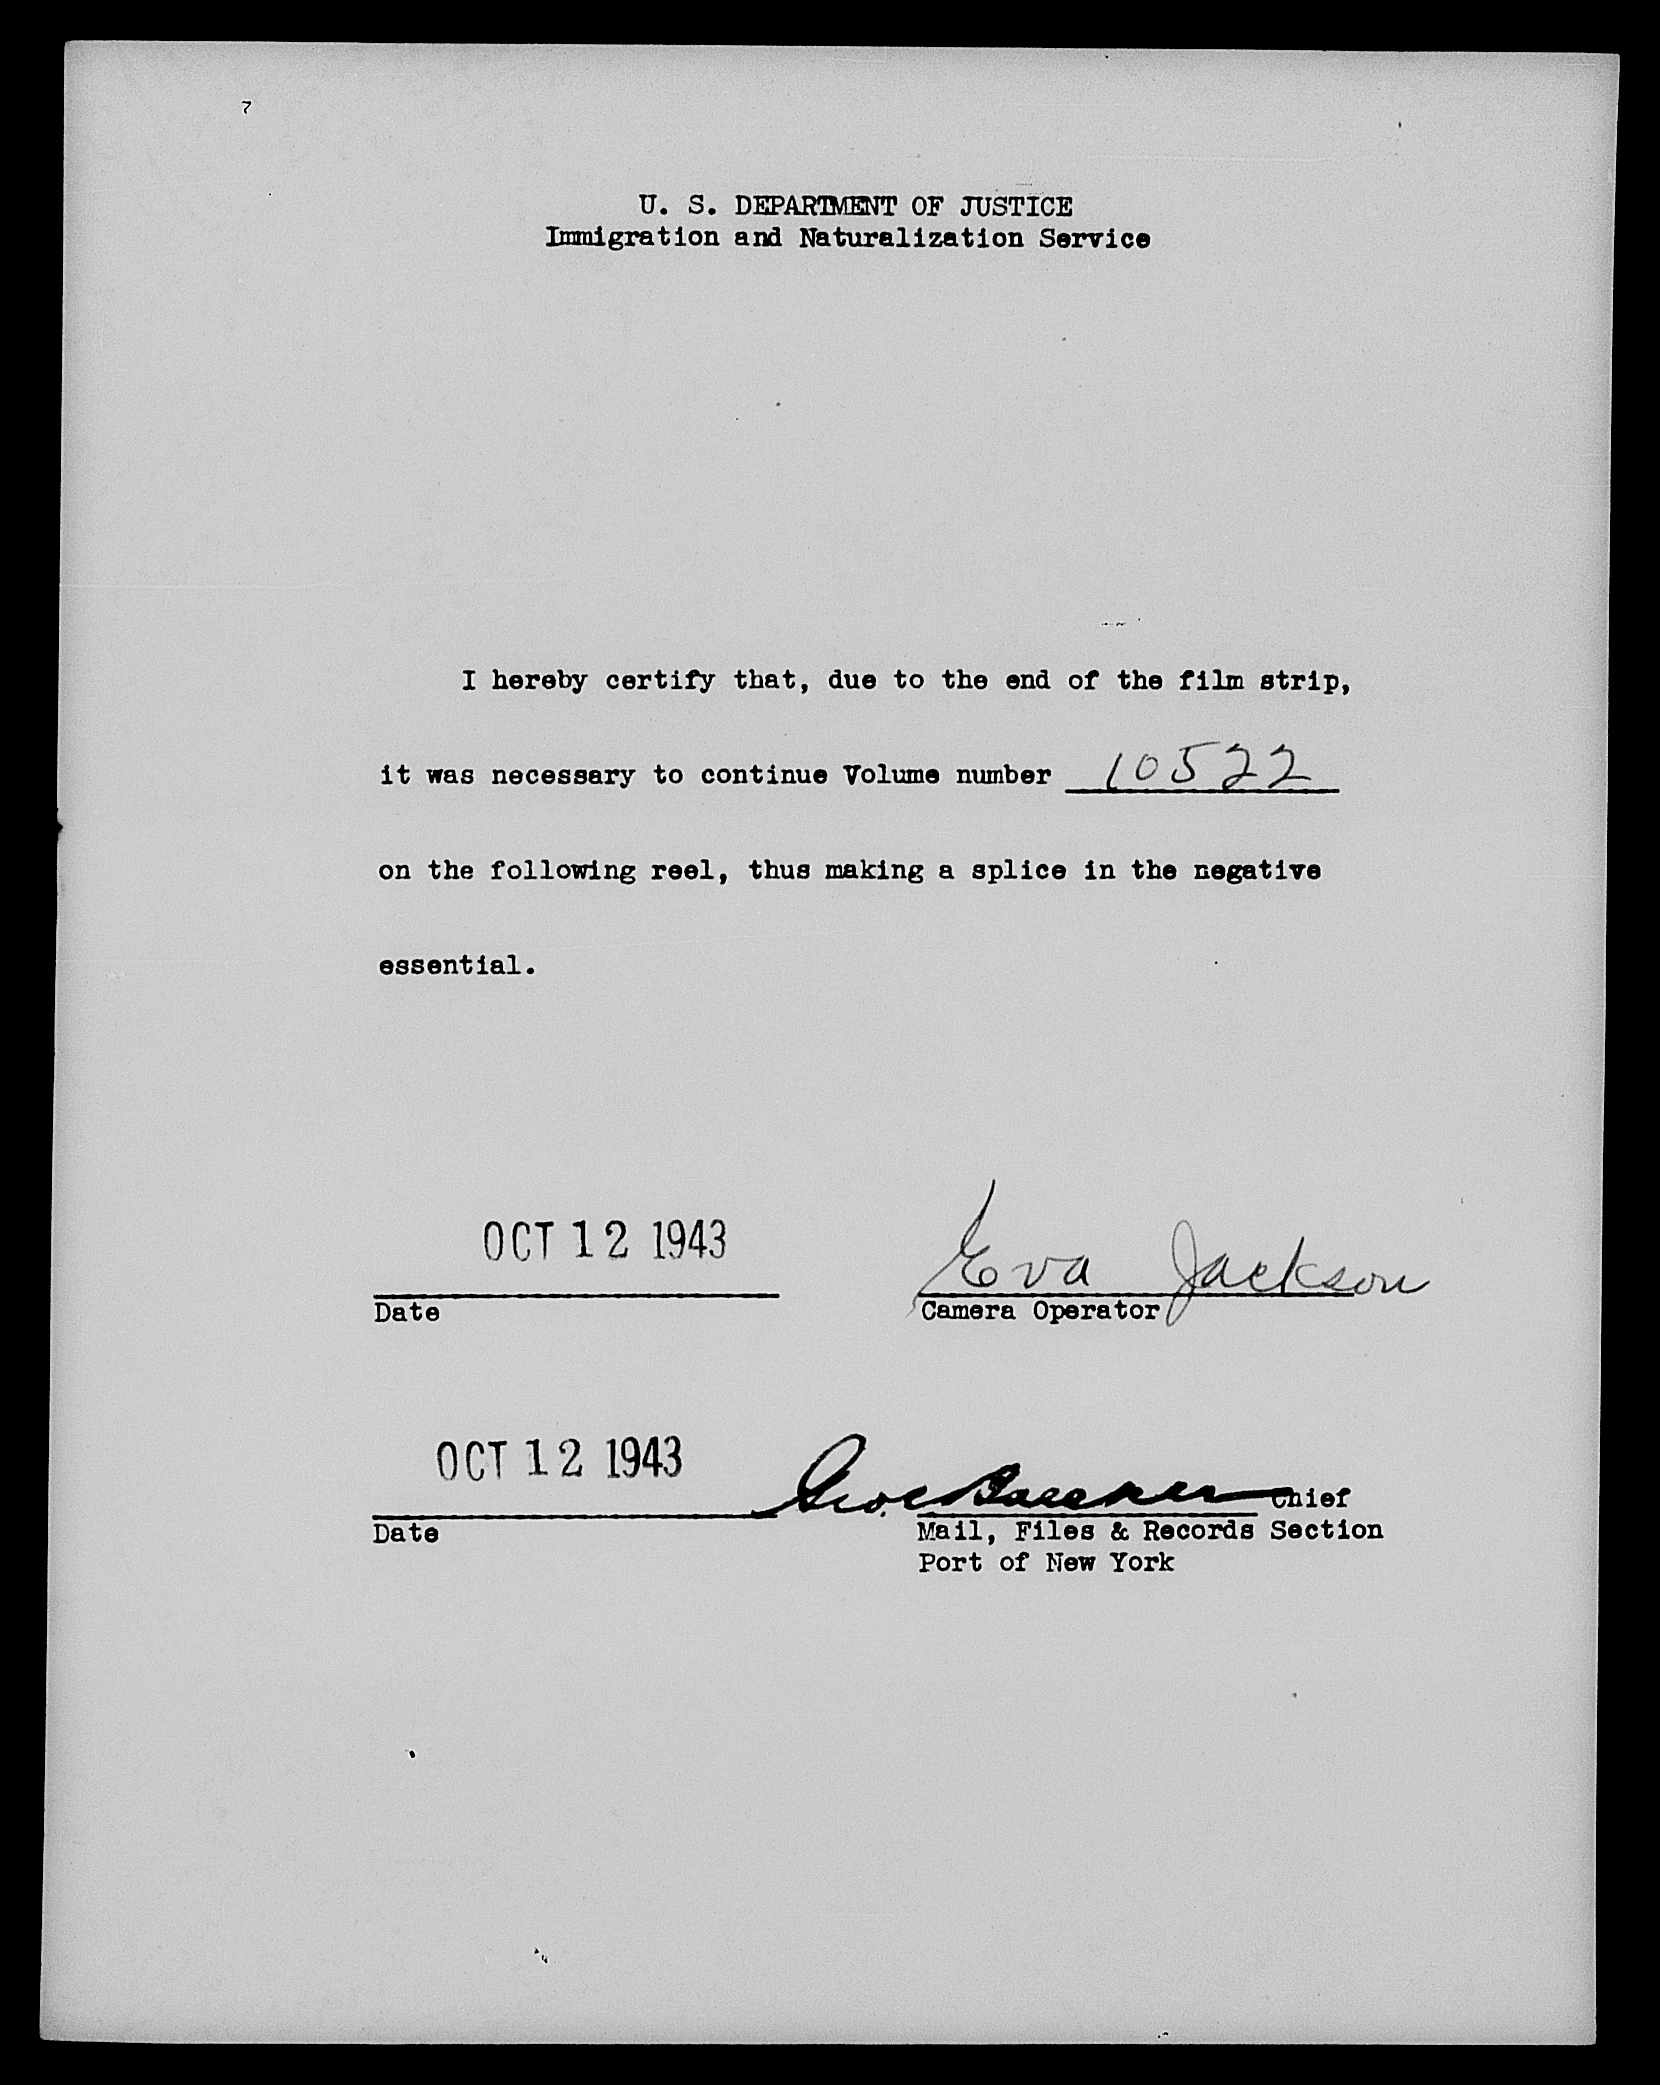 U. S. DEPARTMENT OF JUSTICE
Immigration and Naturalization Service
I hereby certify that, due to the end of the film strip,
it was necessary to continue Volume number 10522
on the following reel, thus making a splice in the negative
essential.
OCT 12 1943 Eva Jackson
Date Camera Operator
OCT 12 1943 Chief
Date Mail, Files & Records Section
Port of New York